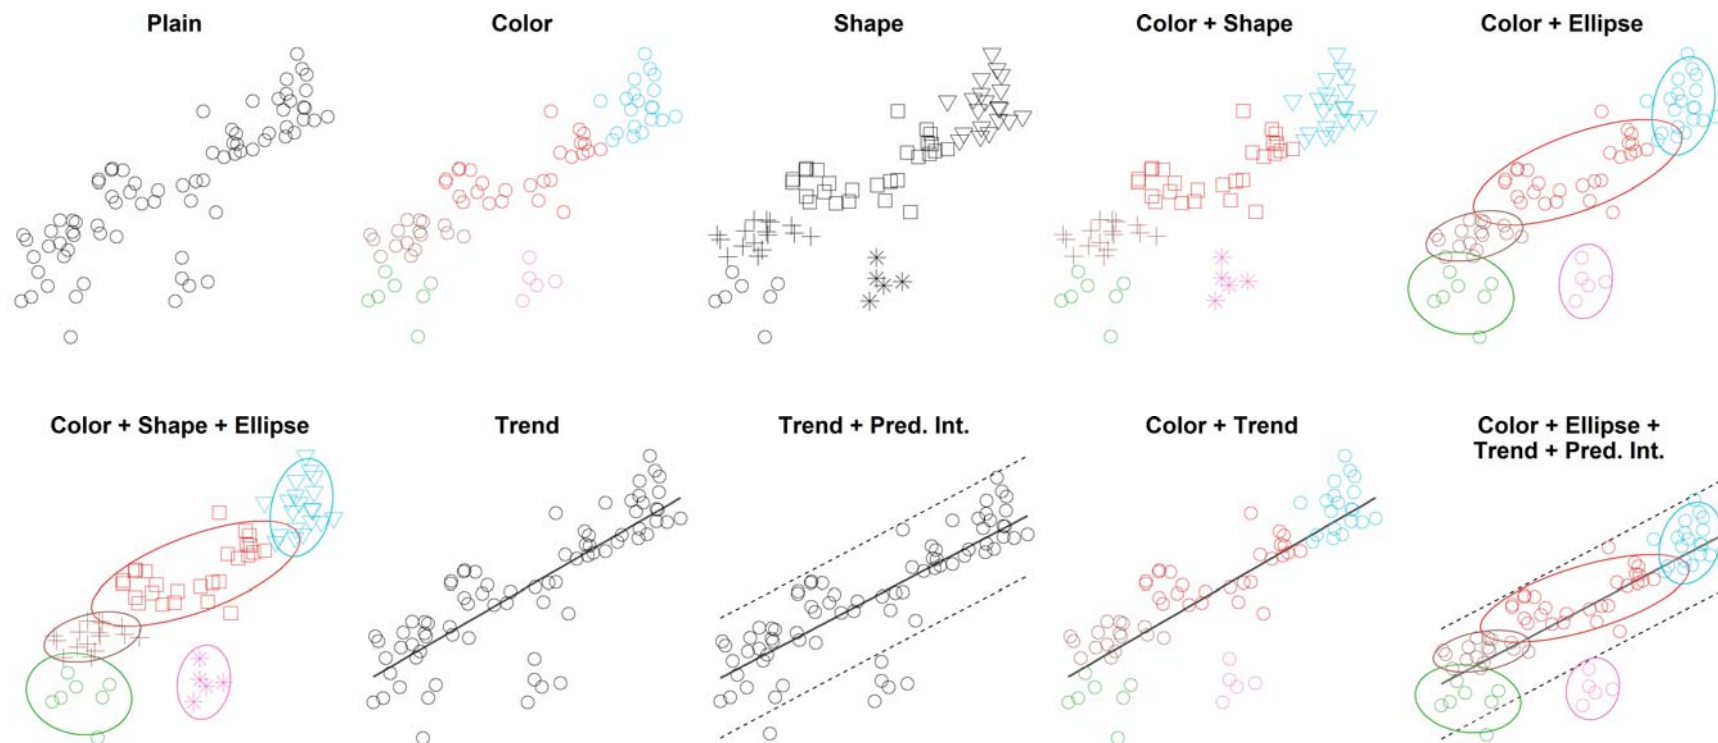 Plain
Color
Shape
Color + Shape
Color + Ellipse
Color + Shape + Ellipse
Trend
Trend + Pred. Int.
Color + Trend
Color + Ellipse +
Trend + Pred. Int.